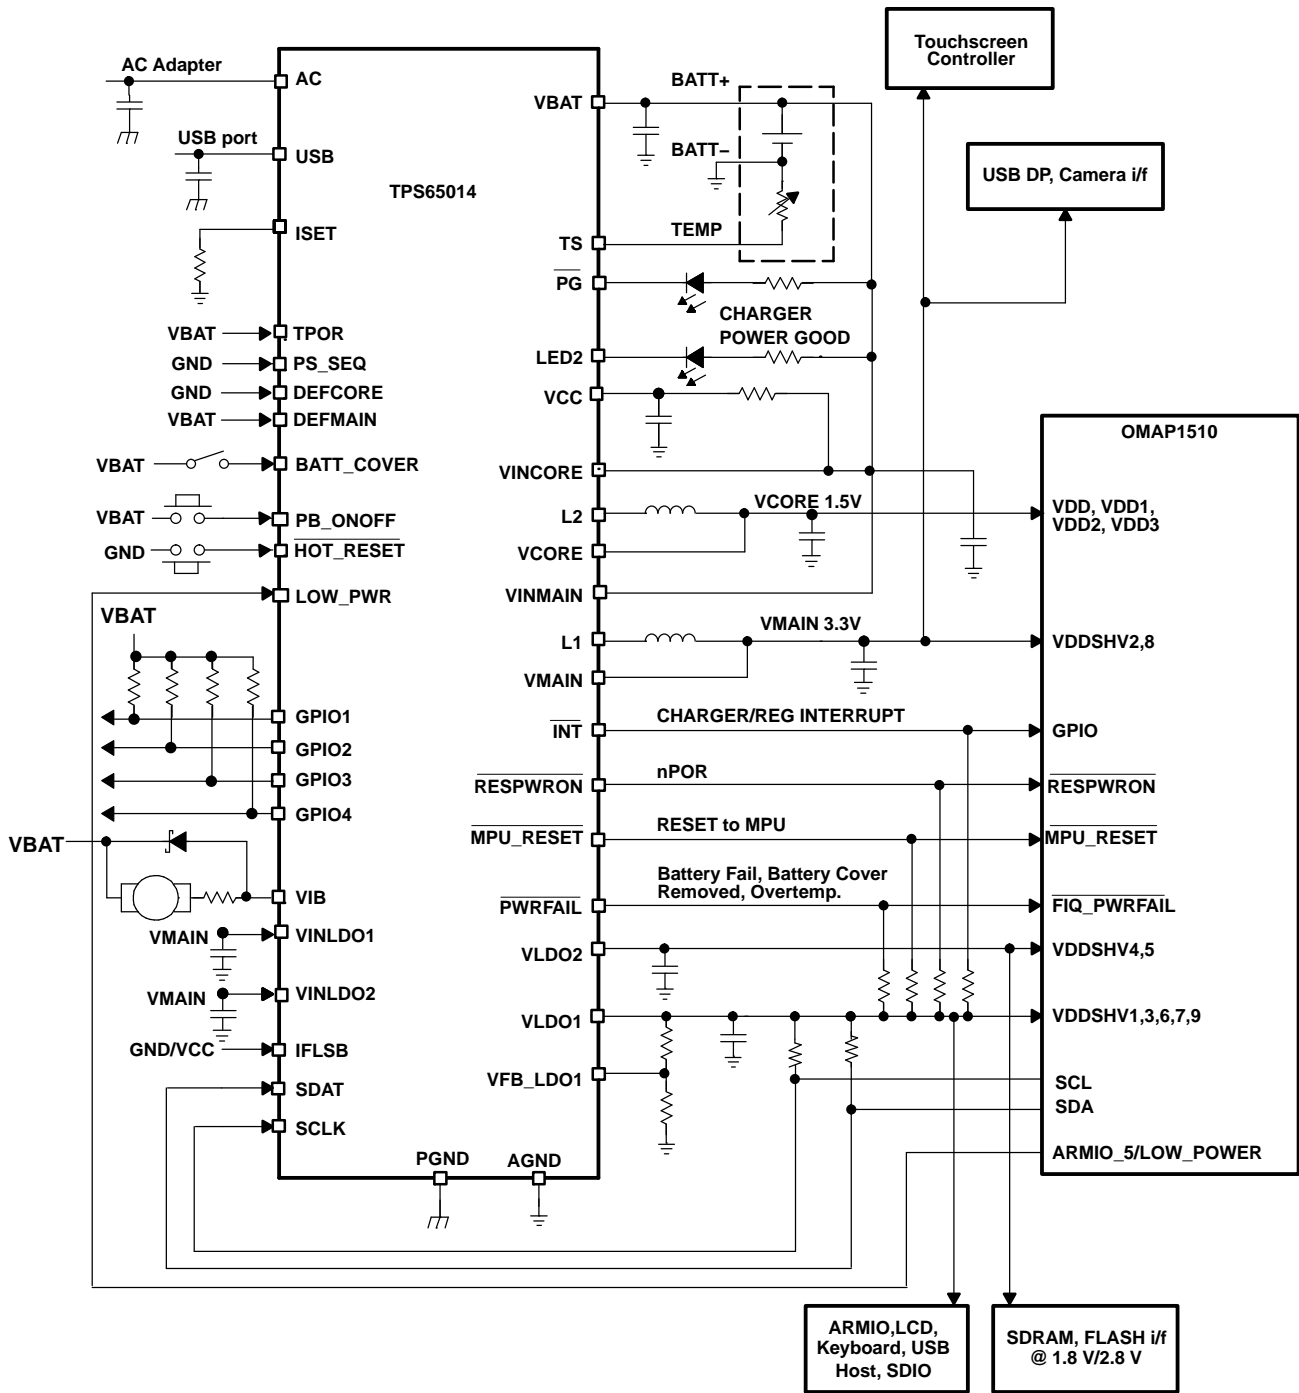 Touchscreen
Controller
AC Adapter
AC
BATT+
VBAT
USB port
USB
BATT–
USB DP, Camera i/f
TPS65014
ISET
TEMP
TS
PG
CHARGER
POWER GOOD
VBAT
TPOR
LED2
GND
PS_SEQ
GND
DEFCORE
VCC
VBAT
DEFMAIN
OMAP1510
VBAT
BATT_COVER
VINCORE
VCORE 1.5V
VDD, VDD1,
VDD2, VDD3
VBAT
PB_ONOFF
L2
GND
HOT_RESET
VCORE
LOW_PWR
VINMAIN
VBAT
VMAIN 3.3V
L1
VDDSHV2,8
VMAIN
GPIO1
CHARGER/REG INTERRUPT
INT
GPIO
GPIO2
GPIO3
nPOR
RESPWRON
RESPWRON
GPIO4
RESET to MPU
MPU_RESET
MPU_RESET
VBAT
Battery Fail, Battery Cover
Removed, Overtemp.
VIB
PWRFAIL
FIQ_PWRFAIL
VMAIN
VINLDO1
VLDO2
VDDSHV4,5
VMAIN
VINLDO2
VLDO1
VDDSHV1,3,6,7,9
GND/VCC
IFLSB
VFB_LDO1
SCL
SDAT
SDA
SCLK
PGND
AGND
ARMIO_5/LOW_POWER
ARMIO,LCD,
Keyboard, USB
Host, SDIO
SDRAM, FLASH i/f
@ 1.8 V/2.8 V